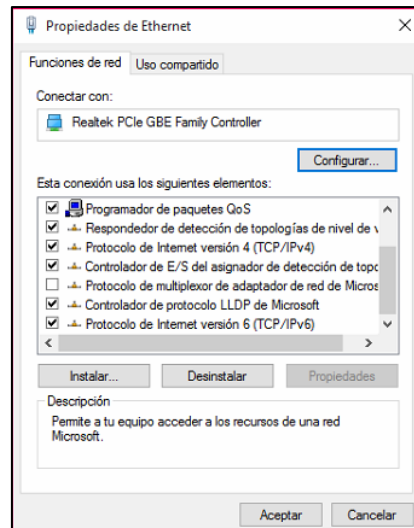 Propiedades de Ethernet
Funciones de red
Uso compartido
Conectar con:
Realtek PCIe GBE Family Controller
Configurar...
Esta conexión usa los siguientes elementos:
Programador de paquetes QoS
Respondedor de detección de topologías de nivel de v
Protocolo de Internet versión 4 (TCP/IPv4)
Controlador de E/S del asignador de detección de topo
Protocolo de multiplexor de adaptador de red de Micros
Controlador de protocolo LLDP de Microsoft
Protocolo de Internet versión 6 (TCP/IPv6)
Instalar...
Desinstalar
Propiedades
Descripción
Permite a tu equipo acceder a los recursos de una red
Microsoft.
Aceptar
Cancelar